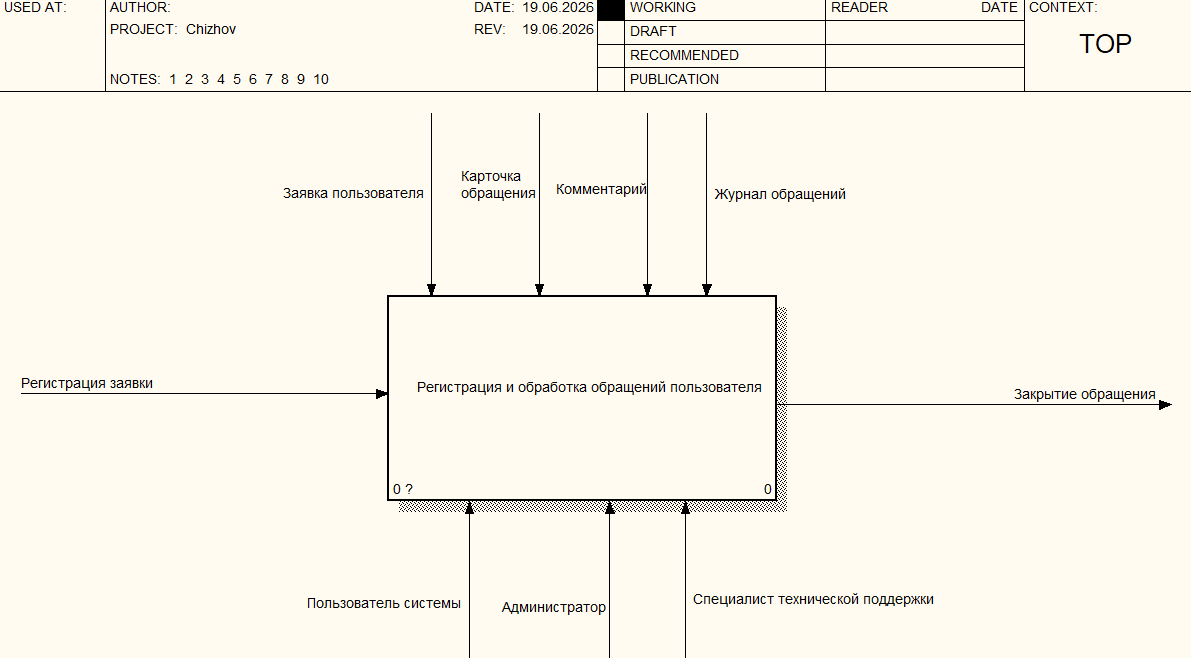 USED AT:
AUTHOR:
DATE: 19.06.2026
PROJECT: Chizhov
REV: 19.06.2026
NOTES: 1 2 3 4 5 6 7 8 9 10
WORKING
DRAFT
RECOMMENDED
PUBLICATION
READER
DATE
CONTEXT:
TOP
Заявка пользователя
Карточка
обращения
Комментарий
Журнал обращений
Регистрация заявки
Регистрация и обработка обращений пользователя
Закрытие обращения
0 ?
0
Пользователь системы
Администратор
Специалист технической поддержки